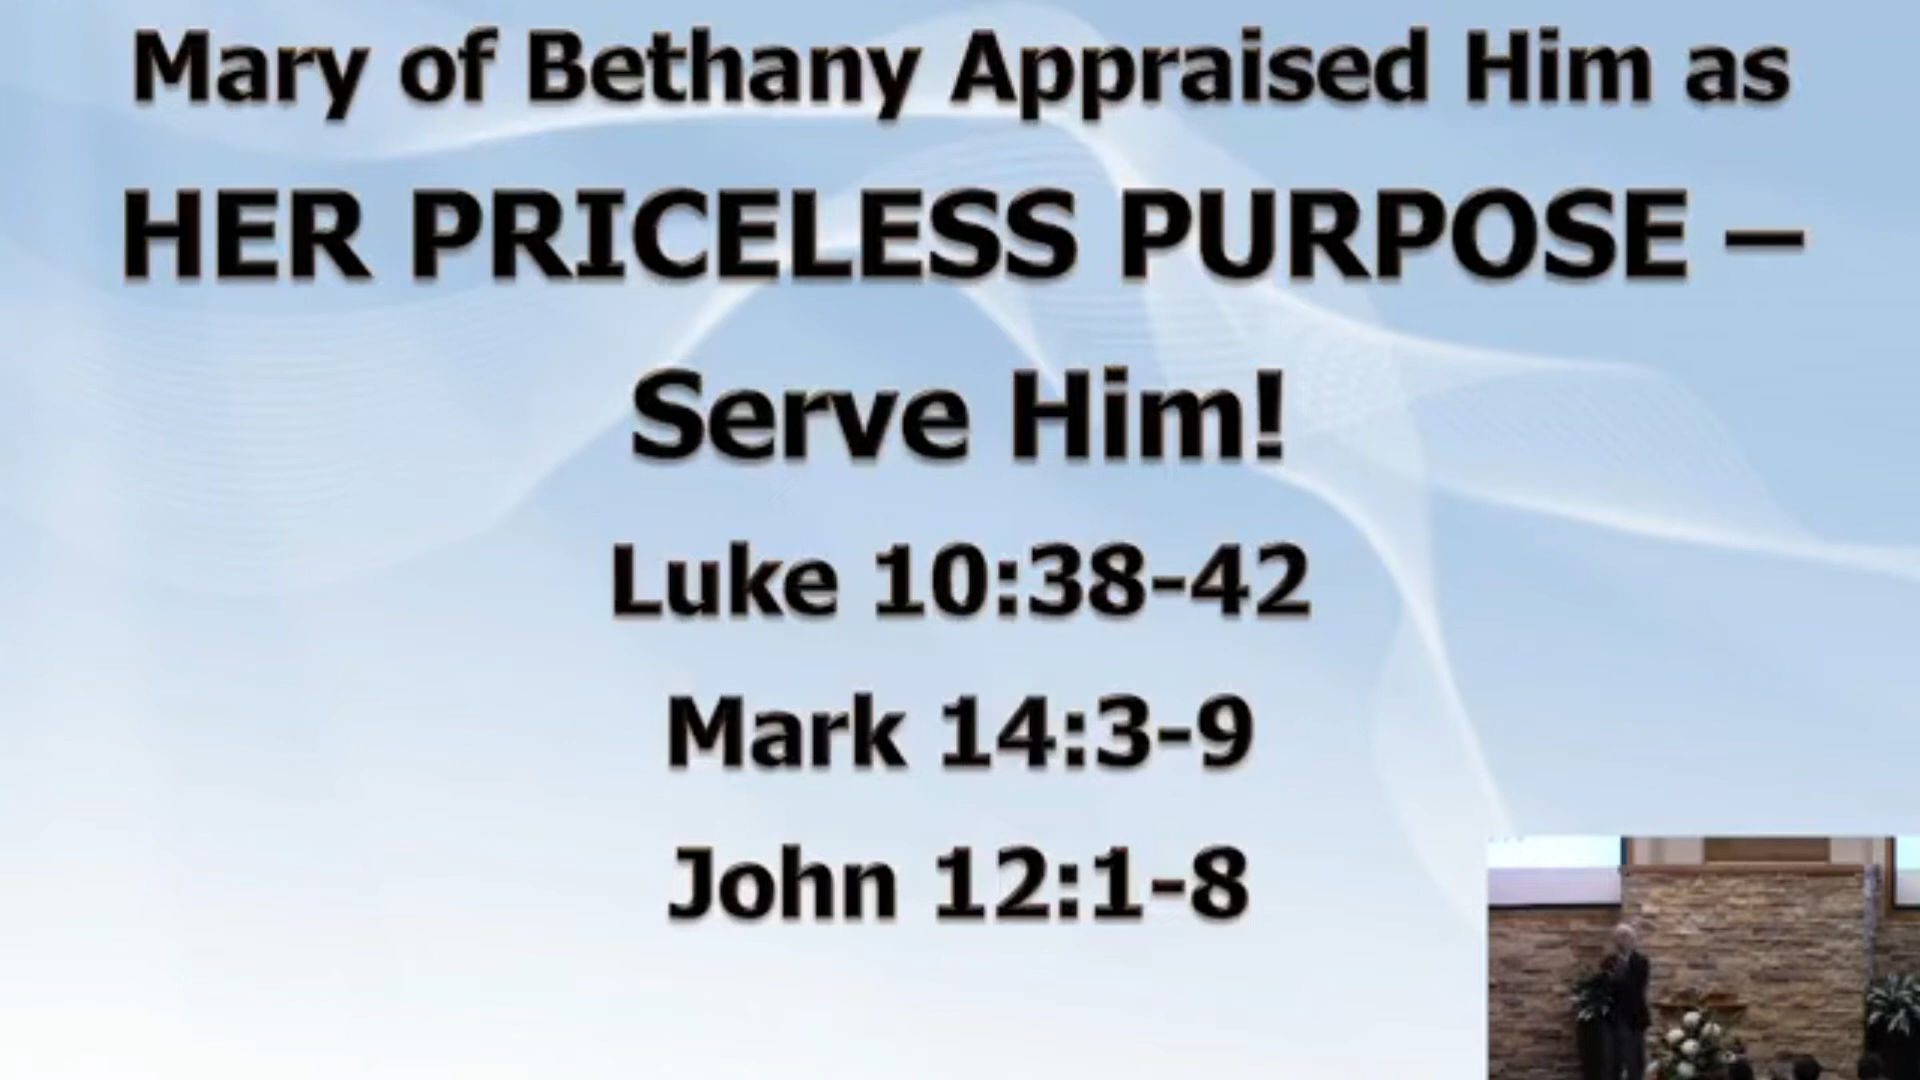 Mary of Bethany Appraised Him as
HER PRICELESS PURPOSE –
Serve Him!
Luke 10:38-42
Mark 14:3-9
John 12:1-8